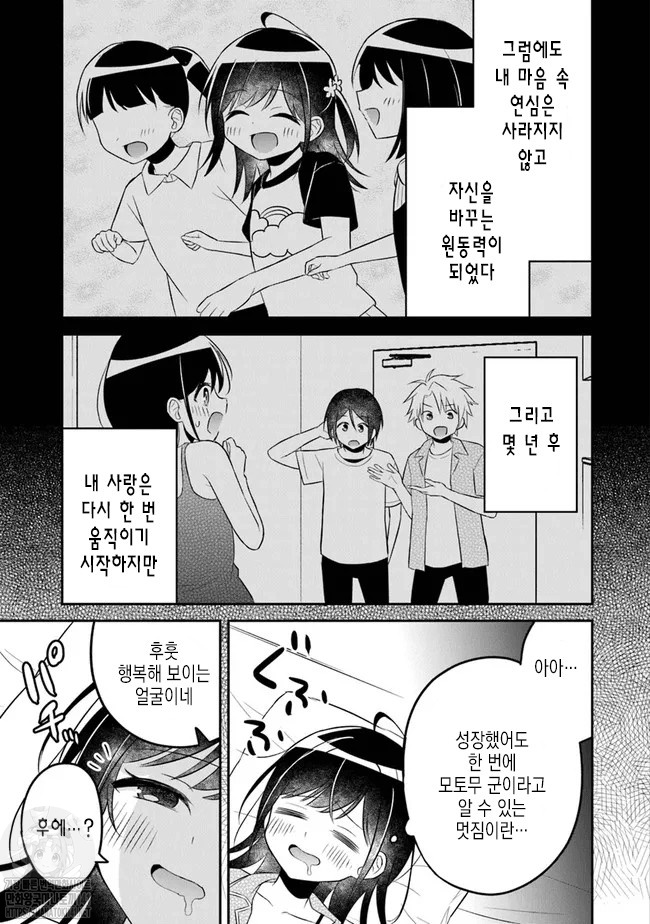 그럼에도
내 마음 속
연심은
사라지지
않고
자신을
바꾸는
원동력이
되었다
그리고
몇 년 후
내 사랑은
다시 한 번
움직이기
시작하지만
아아…
성장했어도
한 번에
모토무 군이라고
알 수 있는
멋짐이란…
후훗
행복해 보이는
얼굴이네
후에…?